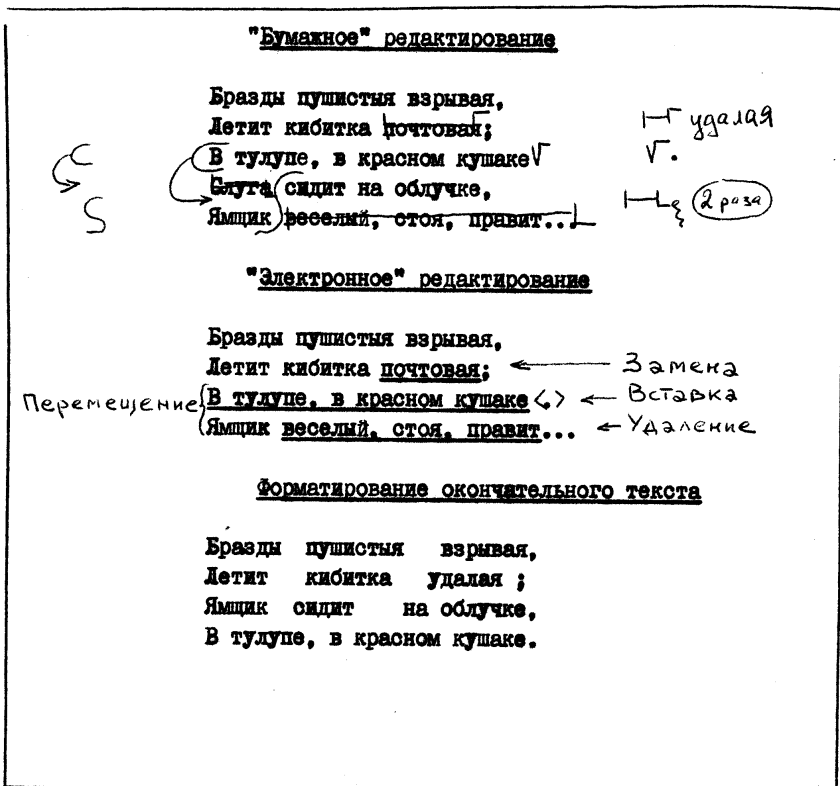 "Бумажное" редактирование
Бразды пушистыя взрывая,
Летит кибитка почтовая; удалая
В тулупе, в красном кушаке √ √.
Слуга сидит на облучке,
Ямщик веселый, стоя, правит... 2 раза
"Электронное" редактирование
Бразды пушистыя взрывая,
Летит кибитка почтовая; ← Замена
Перемещение { В тулупе, в красном кушаке <,> ← Вставка
Ямщик веселый, стоя, правит... ← Удаление
Форматирование окончательного текста
Бразды пушистыя взрывая,
Летит кибитка удалая ;
Ямщик сидит на облучке,
В тулупе, в красном кушаке.